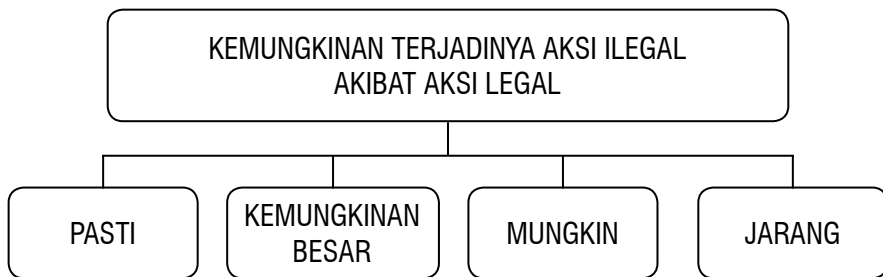 KEMUNGKINAN TERJADINYA AKSI ILEGAL
AKIBAT AKSI LEGAL
PASTI
KEMUNGKINAN
BESAR
MUNGKIN
JARANG